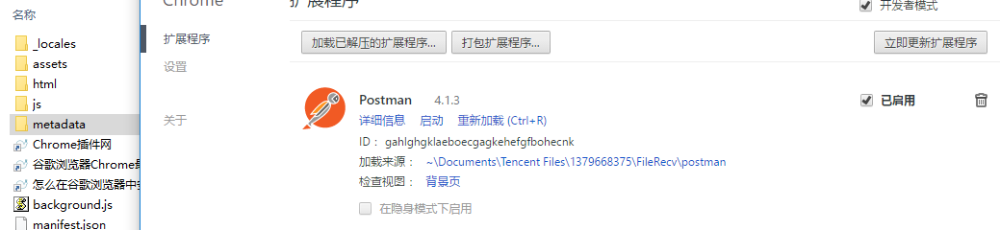 名称
_locales
assets
html
js
metadata
Chrome插件网
谷歌浏览器Chrome
怎么在谷歌浏览器中
background.js
manifest.json
Chrome
扩展程序
设置
关于
扩展程序
开发者模式
加载已解压的扩展程序...
打包扩展程序...
立即更新扩展程序
Postman 4.1.3
已启用
详细信息 启动 重新加载 (Ctrl+R)
ID： gahlghgklaeboecgagkehefgfbohecnk
加载来源： ~\Documents\Tencent Files\1379668375\FileRecv\postman
检查视图： 背景页
在隐身模式下启用